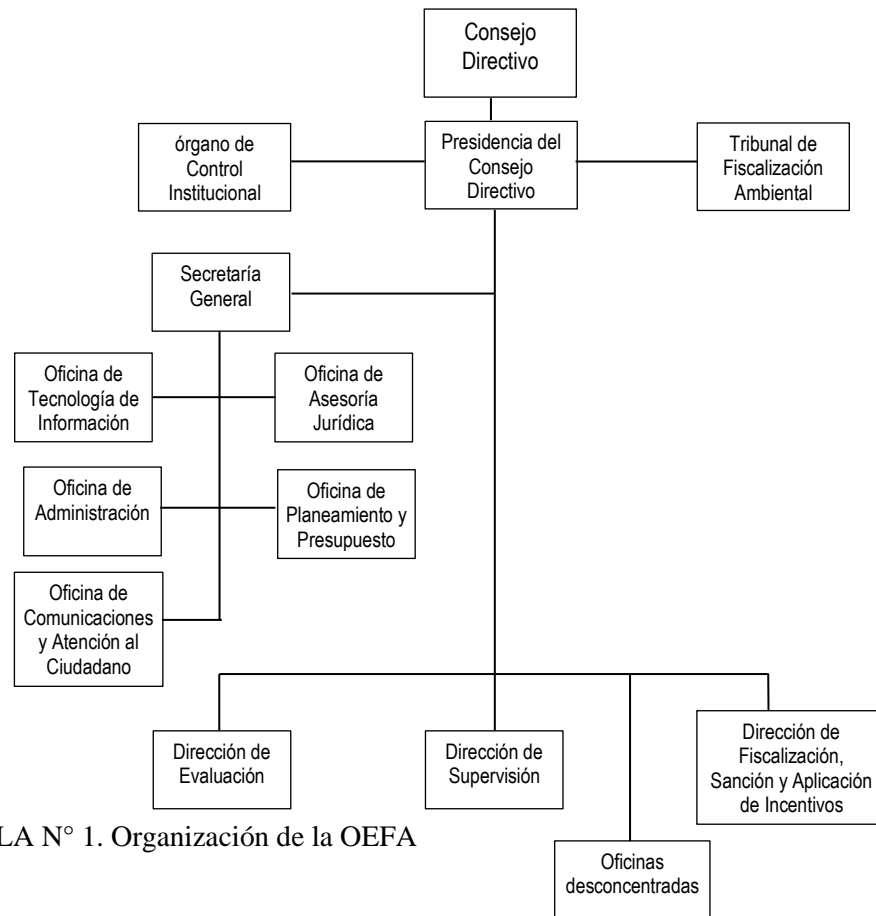 Consejo
Directivo
órgano de
Control
Institucional
Presidencia del
Consejo
Directivo
Tribunal de
Fiscalización
Ambiental
Secretaría
General
Oficina de
Tecnología de
Información
Oficina de
Asesoría
Jurídica
Oficina de
Administración
Oficina de
Planeamiento y
Presupuesto
Oficina de
Comunicaciones
y Atención al
Ciudadano
Dirección de
Evaluación
Dirección de
Supervisión
Dirección de
Fiscalización,
Sanción y Aplicación
de Incentivos
LA N° 1. Organización de la OEFA
Oficinas
desconcentradas